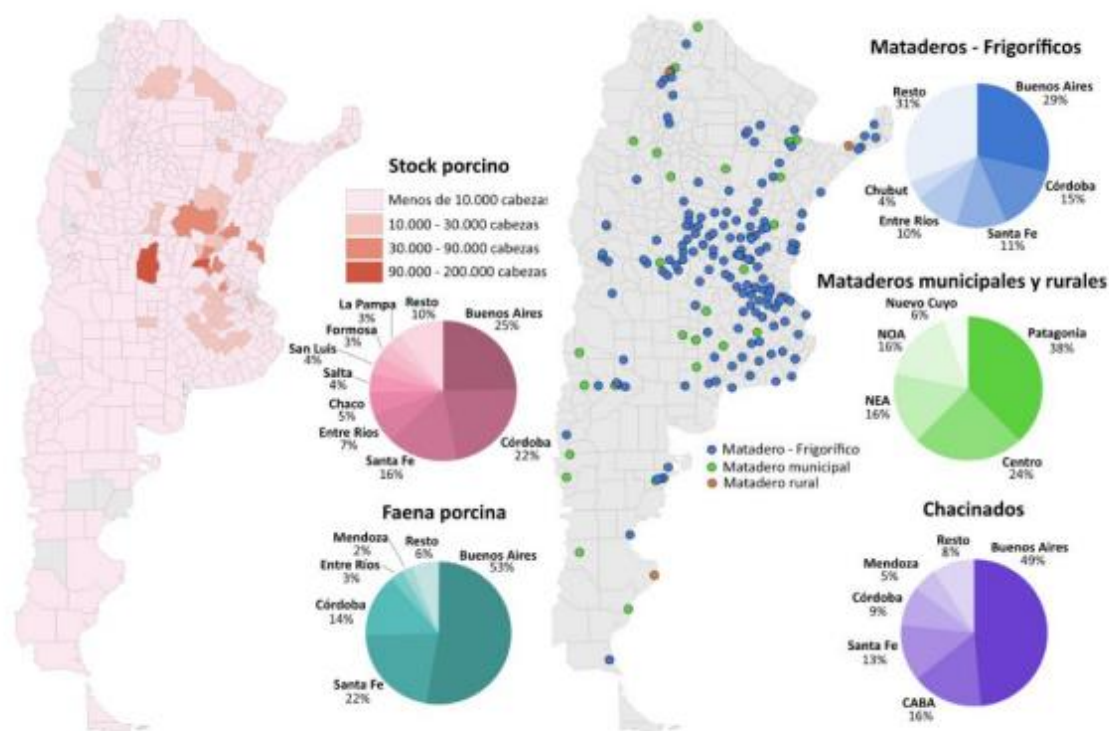 Stock porcino
Menos de 10.000 cabezas
10.000 - 30.000 cabezas
30.000 - 90.000 cabezas
90.000 - 200.000 cabezas
La Pampa
3%
Resto
10%
Buenos Aires
25%
Formosa
3%
San Luis
4%
Salta
4%
Chaco
5%
Entre Ríos
7%
Santa Fe
16%
Córdoba
22%
Faena porcina
Mendoza
2%
Resto
6%
Buenos Aires
53%
Entre Ríos
3%
Córdoba
14%
Santa Fe
22%
Matadero - Frigorífico
Matadero municipal
Matadero rural
Mataderos - Frigoríficos
Resto
31%
Buenos Aires
29%
Chubut
4%
Entre Ríos
10%
Santa Fe
11%
Córdoba
15%
Mataderos municipales y rurales
Nuevo Cuyo
6%
NOA
16%
Patagonia
38%
NEA
16%
Centro
24%
Chacinados
Resto
8%
Buenos Aires
49%
Mendoza
5%
Córdoba
9%
Santa Fe
13%
CABA
16%